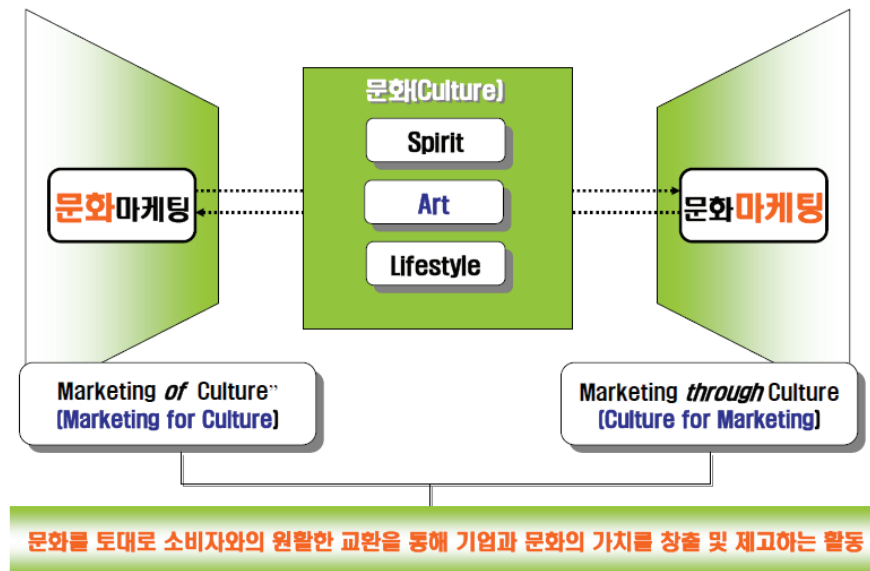 문화(Culture)
Spirit
문화마케팅
Art
문화마케팅
Lifestyle
Marketing of Culture”
(Marketing for Culture)
Marketing through Culture
(Culture for Marketing)
문화를 토대로 소비자와의 원활한 교환을 통해 기업과 문화의 가치를 창출 및 제고하는 활동